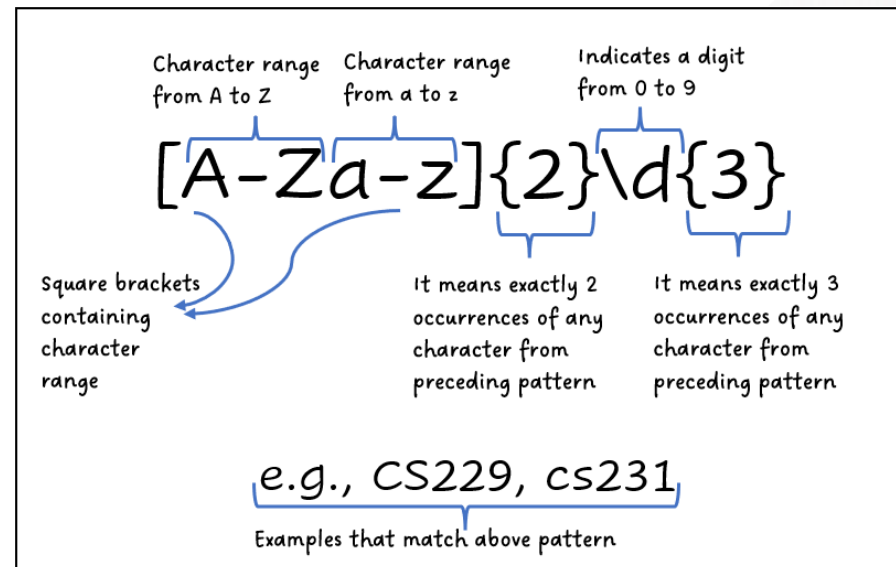 Character range
from A to Z
Character range
from a to z
Indicates a digit
from 0 to 9
[A-Za-z]{2}\d{3}
Square brackets
containing
character
range
It means exactly 2
occurrences of any
character from
preceding pattern
It means exactly 3
occurrences of any
character from
preceding pattern
e.g., CS229, cs231
Examples that match above pattern